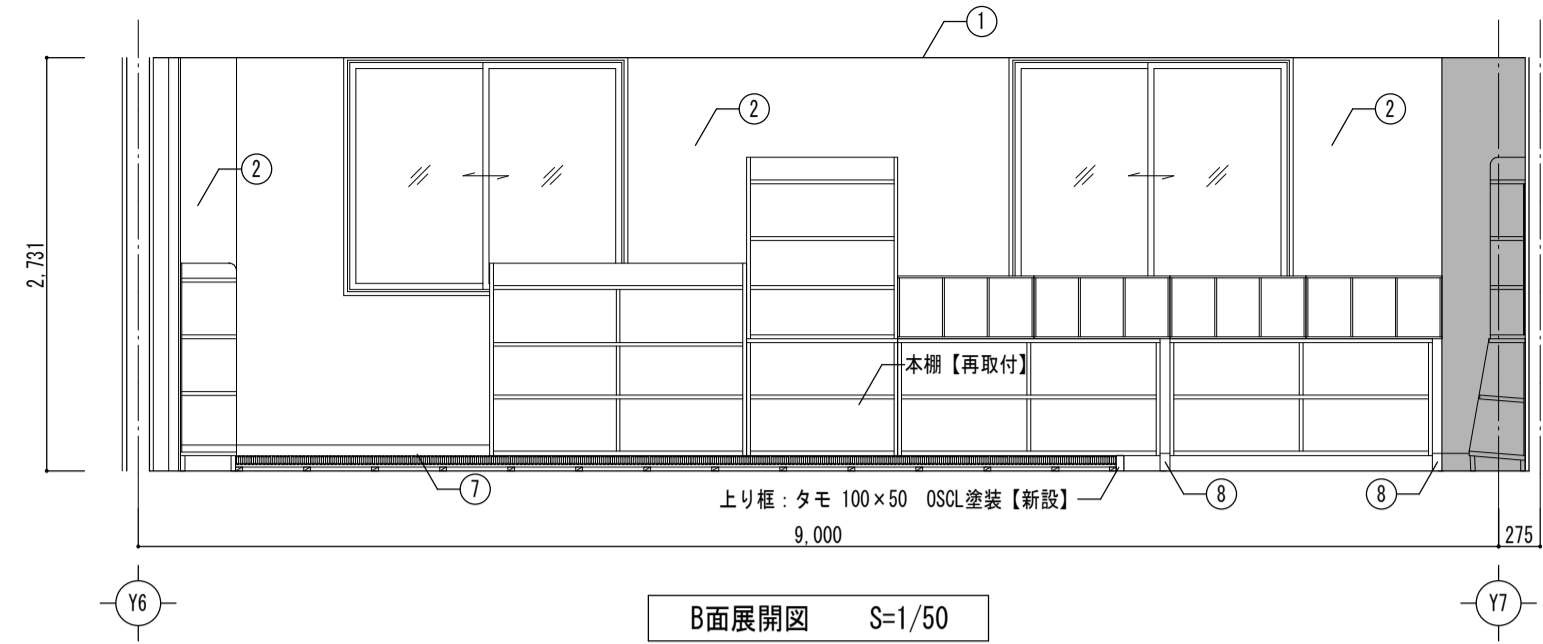 ①
②
②
②
2,731
本棚【再取付】
⑦
上り框：タモ 100×50 OSCL塗装【新設】
⑧
⑧
9,000
275
Y6
Y7
B面展開図 S=1/50